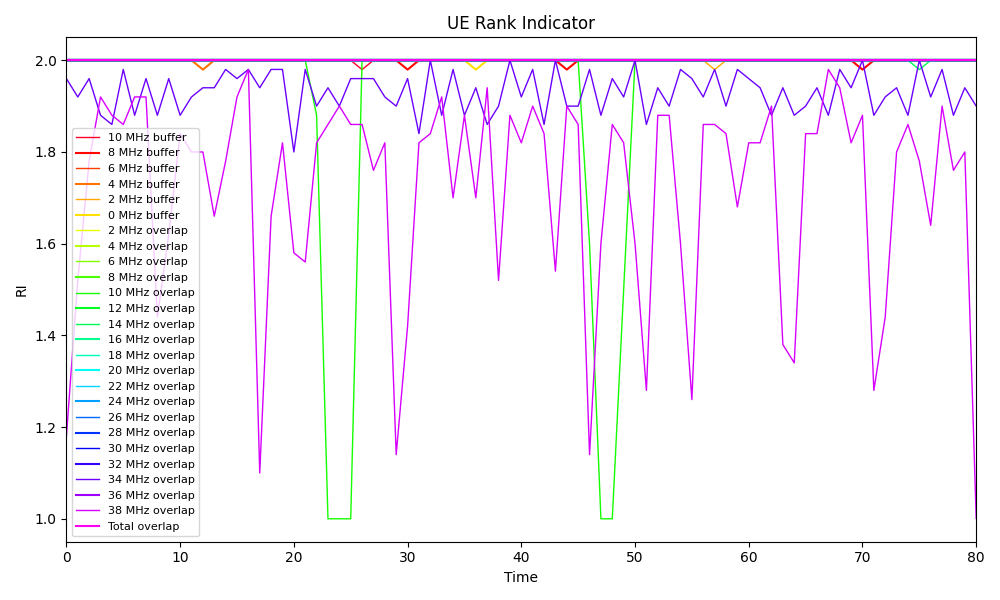 UE Rank Indicator
2.0
1.8
1.6
1.4
1.2
1.0
RI
10 MHz buffer
8 MHz buffer
6 MHz buffer
4 MHz buffer
2 MHz buffer
0 MHz buffer
2 MHz overlap
4 MHz overlap
6 MHz overlap
8 MHz overlap
10 MHz overlap
12 MHz overlap
14 MHz overlap
16 MHz overlap
18 MHz overlap
20 MHz overlap
22 MHz overlap
24 MHz overlap
26 MHz overlap
28 MHz overlap
30 MHz overlap
32 MHz overlap
34 MHz overlap
36 MHz overlap
38 MHz overlap
Total overlap
0 10 20 30 40 50 60 70 80
Time